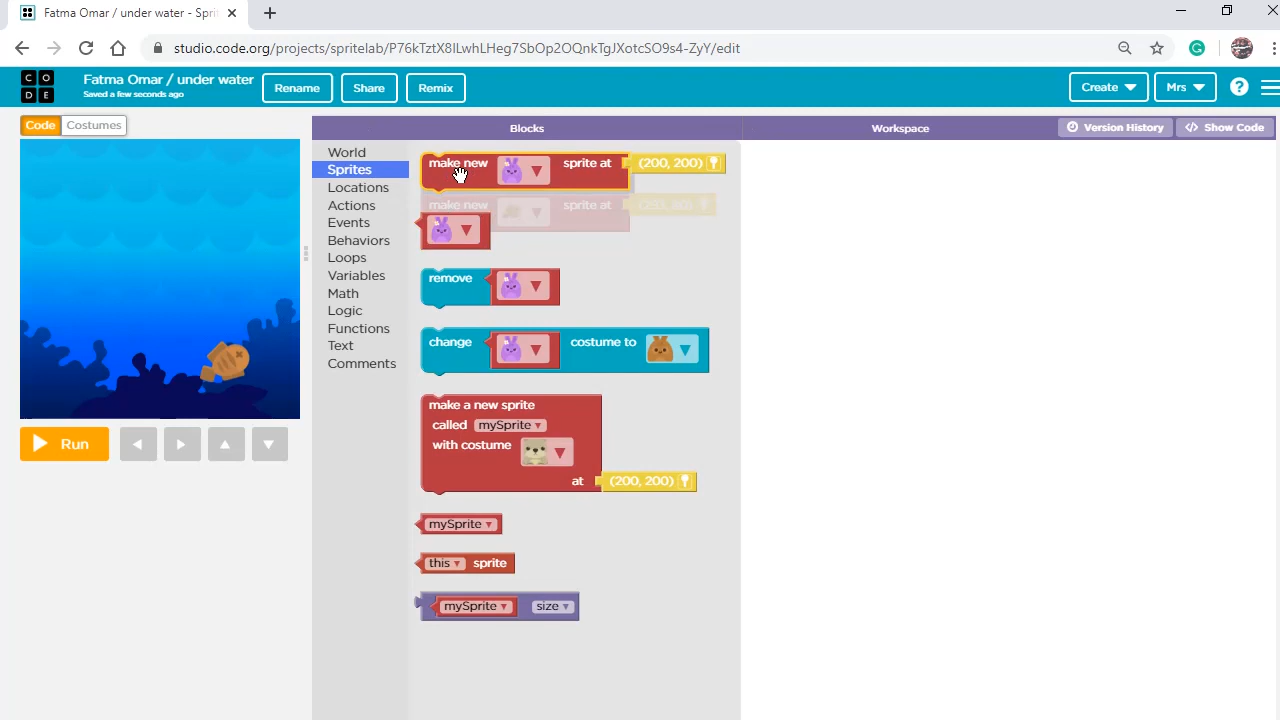 Fatma Omar / under water - Spri
studio.code.org/projects/spritelab/P76kTztX8ILwhLHeg7Sb3p2OQnkTgJXotcSO9s4-ZyY/edit
CODE
Fatma Omar / under water
Saved a few seconds ago
Rename
Share
Remix
Create
Mrs
?
Code
Costumes
Blocks
Workspace
Version History
Show Code
World
Sprites
Locations
Actions
Events
Behaviors
Loops
Variables
Math
Logic
Functions
Text
Comments
make new sprite at (200, 200)
make new sprite at
remove
change costume to
make a new sprite
called mySprite
with costume
at (200, 200)
mySprite
this sprite
mySprite size
Run